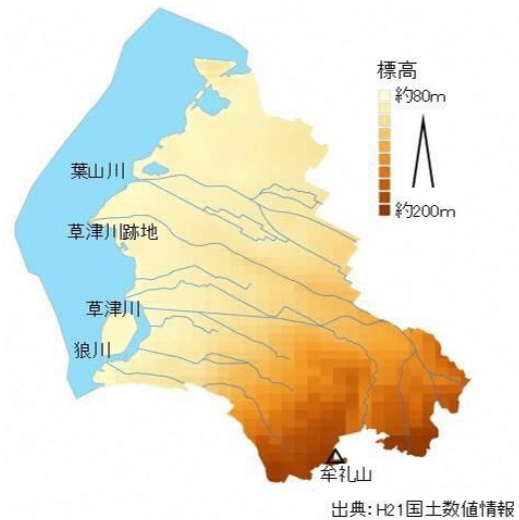 標高
約80m
約200m
葉山川
草津川跡地
草津川
狼川
牟礼山
出典：H21国土数値情報